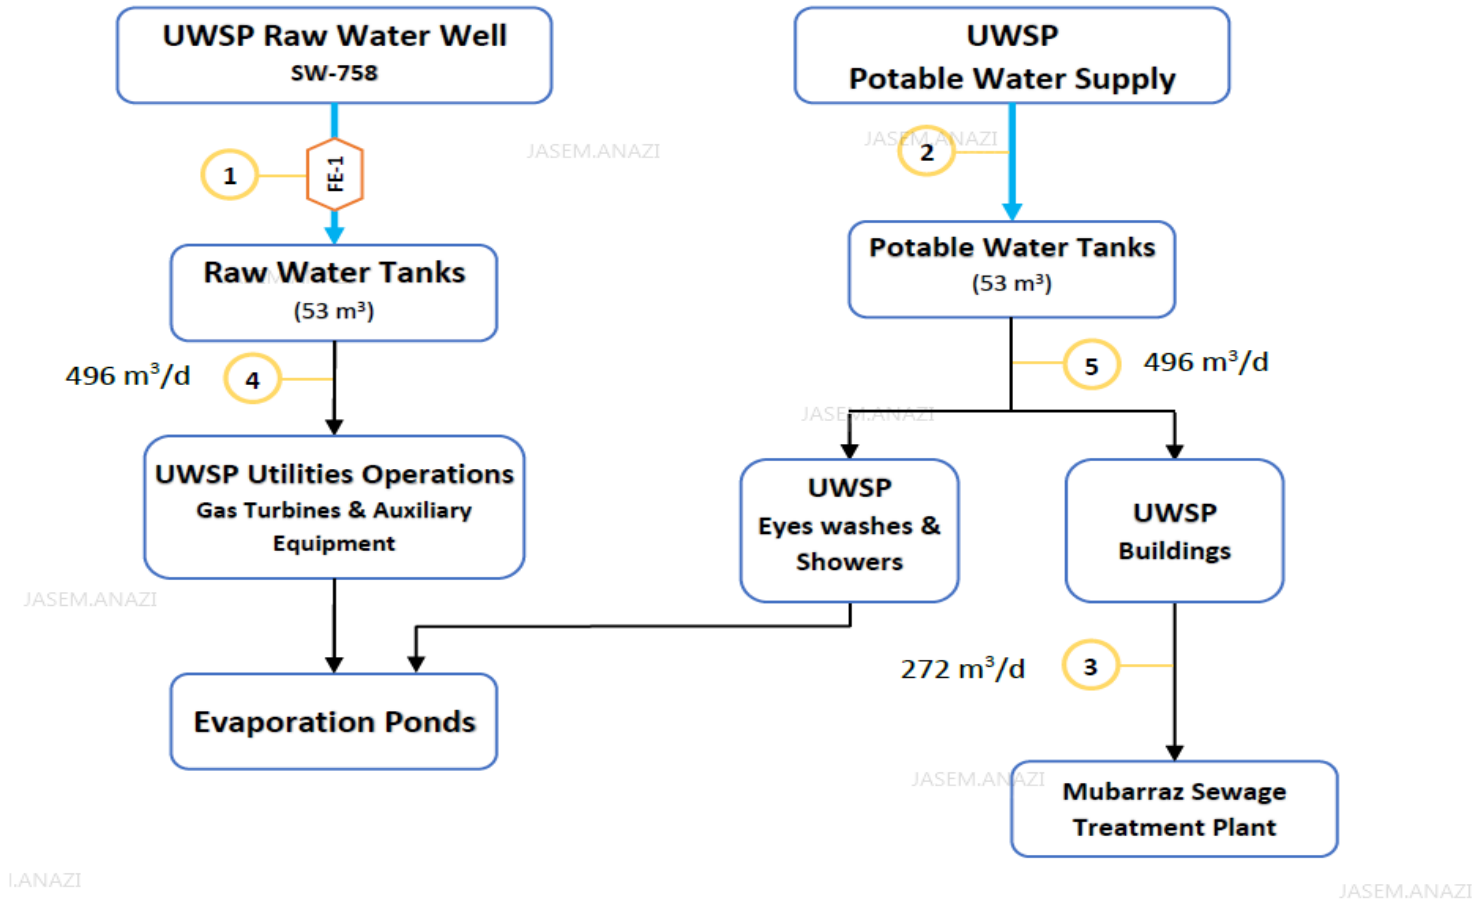 UWSP Raw Water Well
SW-758
UWSP
Potable Water Supply
JASEM.ANAZI
JASEM.ANAZI
1
FE-1
2
Raw Water Tanks
(53 m³)
Potable Water Tanks
(53 m³)
496 m³/d
4
5
496 m³/d
JASEM.ANAZI
UWSP Utilities Operations
Gas Turbines & Auxiliary
Equipment
UWSP
Eyes washes &
Showers
UWSP
Buildings
JASEM.ANAZI
272 m³/d
3
Evaporation Ponds
JASEM.ANAZI
Mubarraz Sewage
Treatment Plant
.ANAZI
JASEM.ANAZI